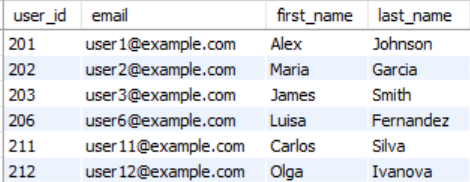 user_id email first_name last_name
201 user1@example.com Alex Johnson
202 user2@example.com Maria Garcia
203 user3@example.com James Smith
206 user6@example.com Luisa Fernandez
211 user11@example.com Carlos Silva
212 user12@example.com Olga Ivanova